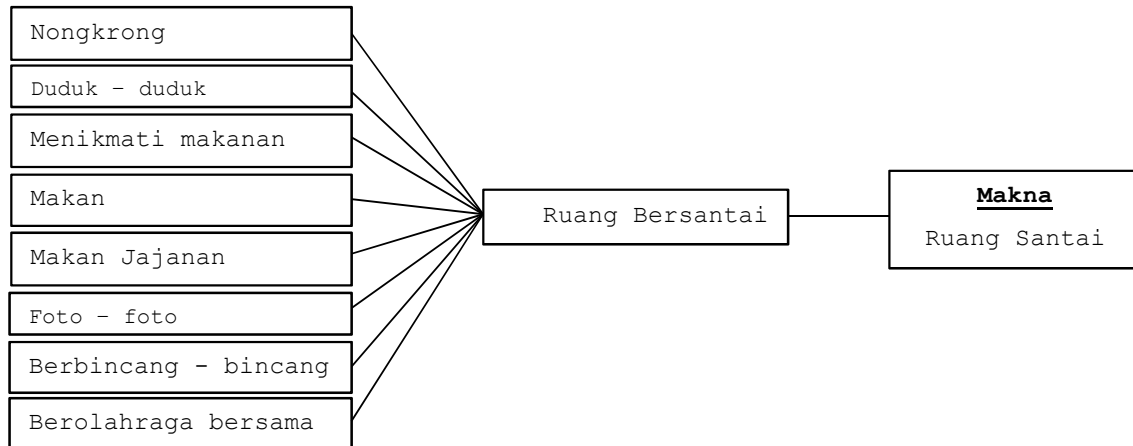 Nongkrong
Duduk – duduk
Menikmati makanan
Makan
Makan Jajanan
Foto – foto
Berbincang - bincang
Berolahraga bersama
Ruang Bersantai
Makna
Ruang Santai